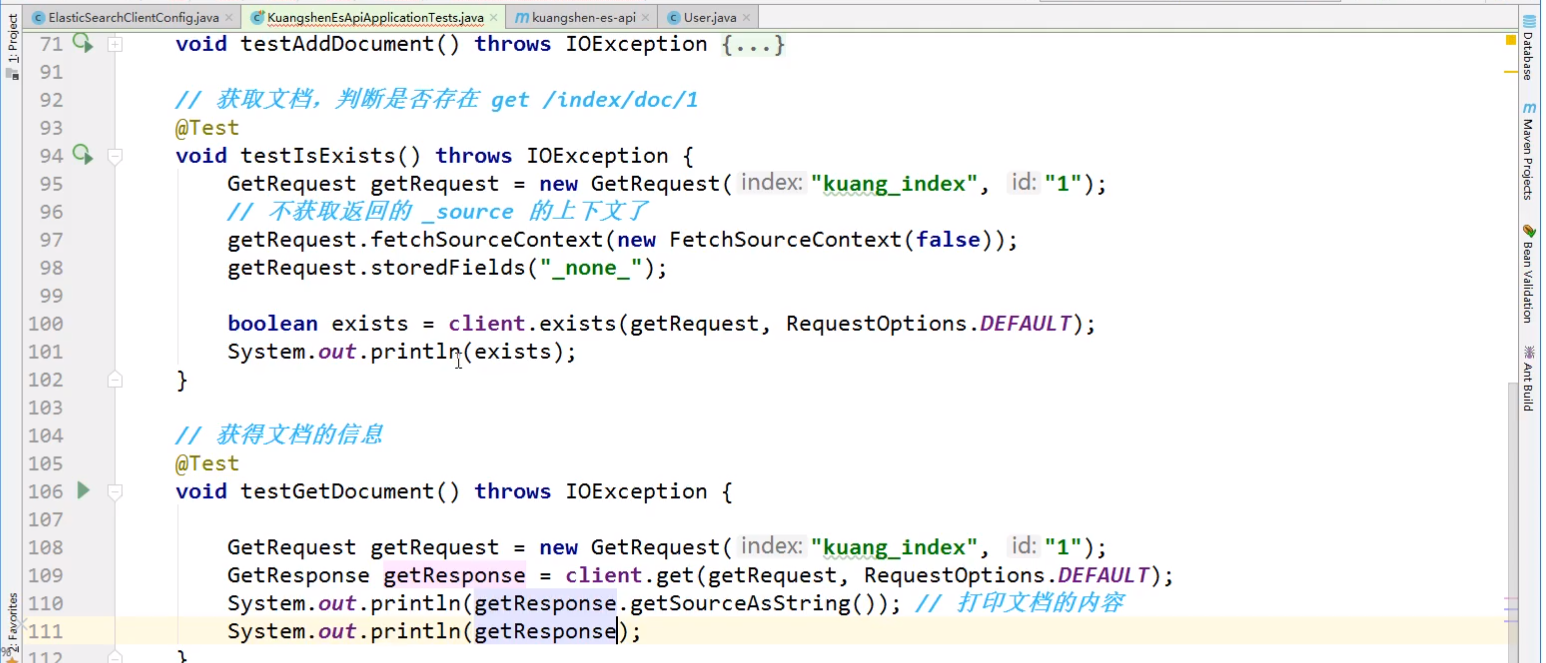 ElasticSearchClientConfig.java KuangshenEsApiApplicationTests.java kuangshen-es-api User.java
1: Project
71 void testAddDocument() throws IOException {...}
91
92 // 获取文档，判断是否存在 get /index/doc/1
93 @Test
94 void testIsExists() throws IOException {
95 GetRequest getRequest = new GetRequest( index: "kuang_index", id: "1");
96 // 不获取返回的 _source 的上下文了
97 getRequest.fetchSourceContext(new FetchSourceContext(false));
98 getRequest.storedFields("_none_");
99
100 boolean exists = client.exists(getRequest, RequestOptions.DEFAULT);
101 System.out.println(exists);
102 }
103
104 // 获得文档的信息
105 @Test
106 void testGetDocument() throws IOException {
107
108 GetRequest getRequest = new GetRequest( index: "kuang_index", id: "1");
109 GetResponse getResponse = client.get(getRequest, RequestOptions.DEFAULT);
110 System.out.println(getResponse.getSourceAsString()); // 打印文档的内容
111 System.out.println(getResponse);
112 }
2: Favorites
Database
Maven Projects
Bean Validation
Ant Build